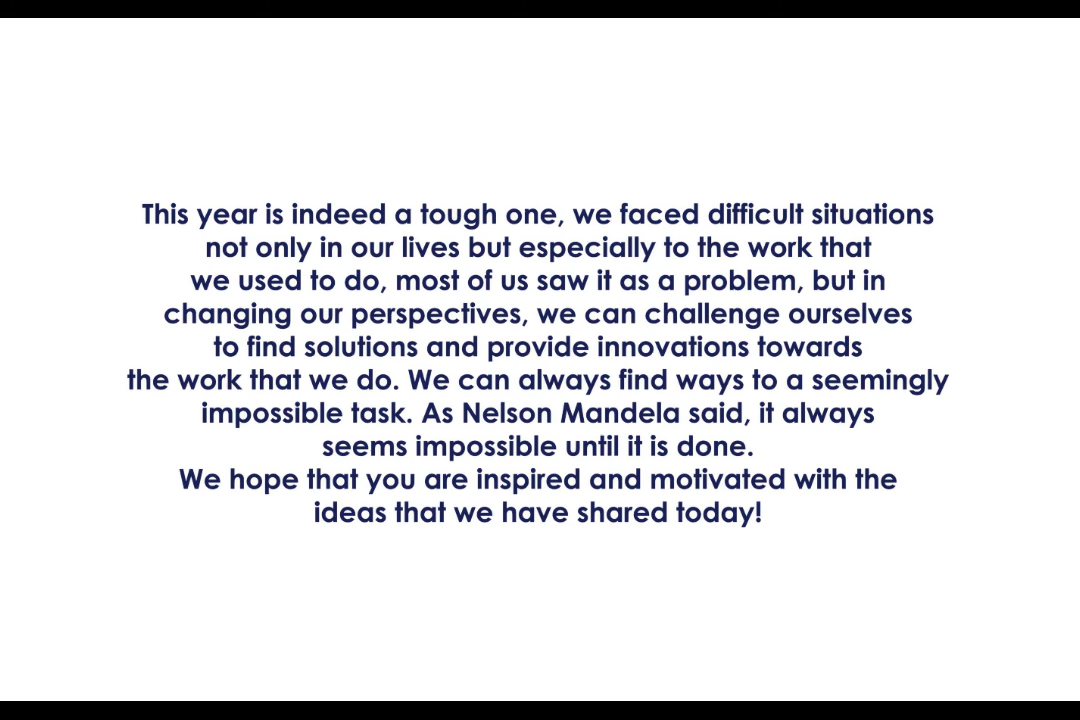 This year is indeed a tough one, we faced difficult situations
not only in our lives but especially to the work that
we used to do, most of us saw it as a problem, but in
changing our perspectives, we can challenge ourselves
to find solutions and provide innovations towards
the work that we do. We can always find ways to a seemingly
impossible task. As Nelson Mandela said, it always
seems impossible until it is done.
We hope that you are inspired and motivated with the
ideas that we have shared today!